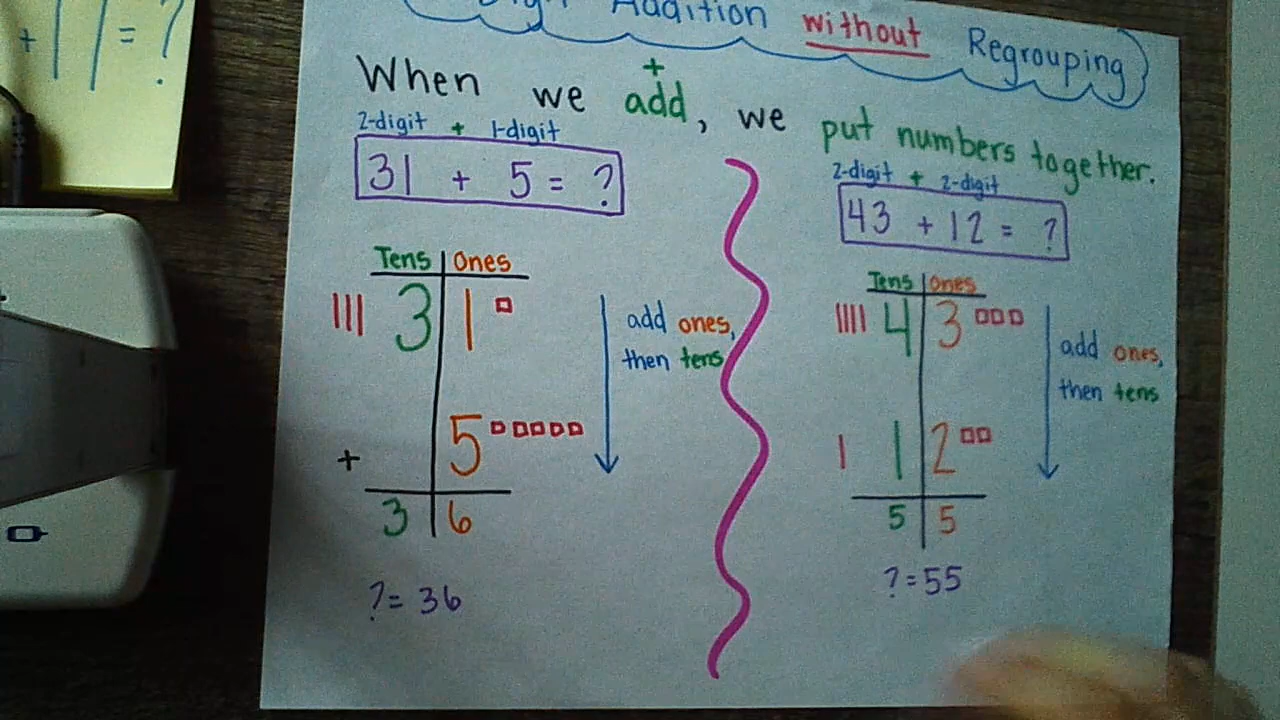 + 11 = ?
Addition without Regrouping
When we add, we put numbers together.
+
2-digit + 1-digit
31 + 5 = ?
Tens Ones
3 1
+ 5
3 6
add ones,
then tens
? = 36
2-digit + 2-digit
43 + 12 = ?
Tens Ones
4 3
1 2
5 5
add ones,
then tens
? = 55